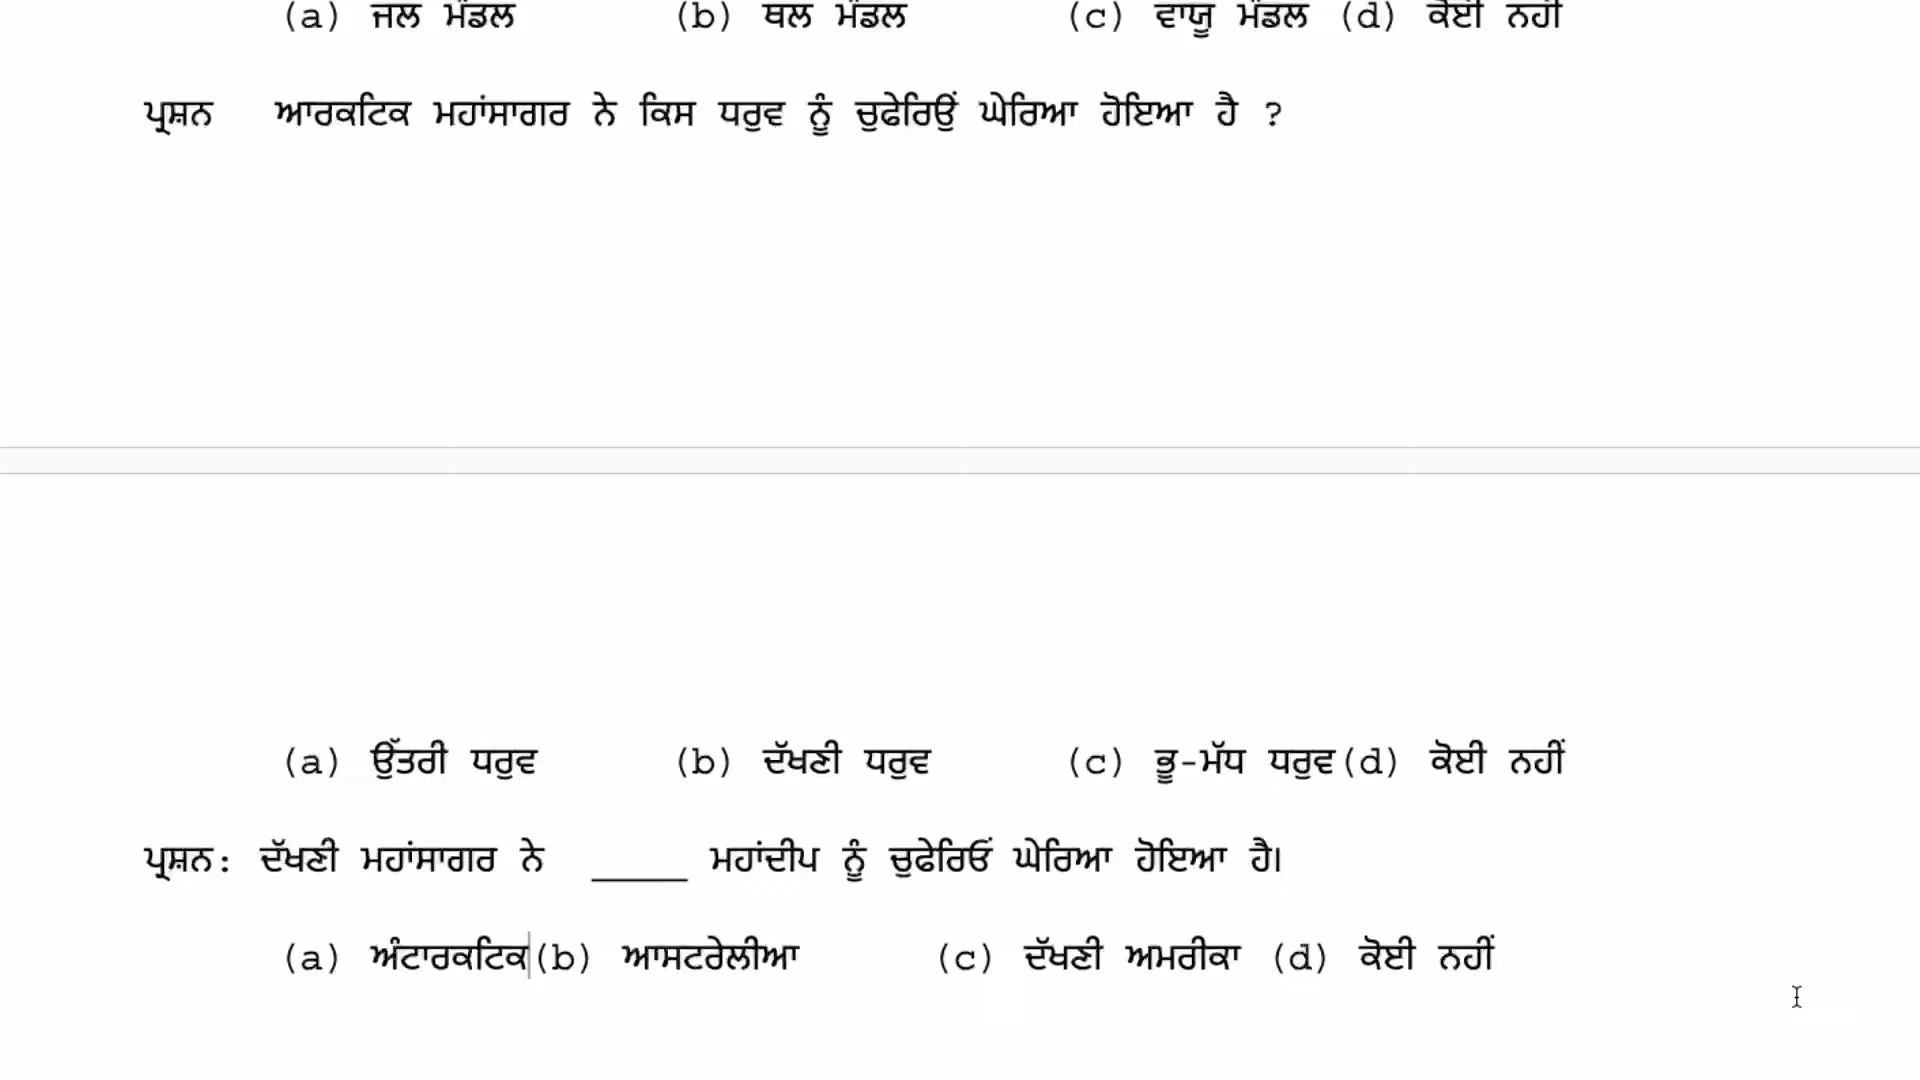 (a) ਜਲ ਮੰਡਲ (b) ਥਲ ਮੰਡਲ (c) ਵਾਯੂ ਮੰਡਲ (d) ਕੋਈ ਨਹੀਂ
ਪ੍ਰਸ਼ਨ ਆਰਕਟਿਕ ਮਹਾਂਸਾਗਰ ਨੇ ਕਿਸ ਧਰੁਵ ਨੂੰ ਚੁਫੇਰਿਉਂ ਘੇਰਿਆ ਹੋਇਆ ਹੈ ?
(a) ਉੱਤਰੀ ਧਰੁਵ (b) ਦੱਖਣੀ ਧਰੁਵ (c) ਭੂ-ਮੱਧ ਧਰੁਵ(d) ਕੋਈ ਨਹੀਂ
ਪ੍ਰਸ਼ਨ: ਦੱਖਣੀ ਮਹਾਂਸਾਗਰ ਨੇ _____ ਮਹਾਂਦੀਪ ਨੂੰ ਚੁਫੇਰਿਓਂ ਘੇਰਿਆ ਹੋਇਆ ਹੈ।
(a) ਅੰਟਾਰਕਟਿਕ(b) ਆਸਟਰੇਲੀਆ (c) ਦੱਖਣੀ ਅਮਰੀਕਾ (d) ਕੋਈ ਨਹੀਂ